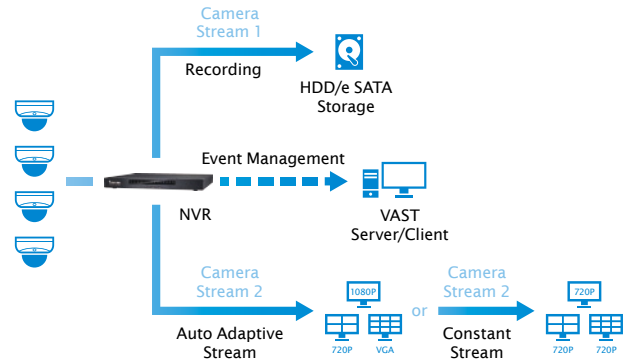 Camera
Stream 1
Recording
HDD/e SATA
Storage
Event Management
NVR
VAST
Server/Client
Camera
Stream 2
Auto Adaptive
Stream
1080P
720P
VGA
or
Camera
Stream 2
Constant
Stream
720P
720P
720P